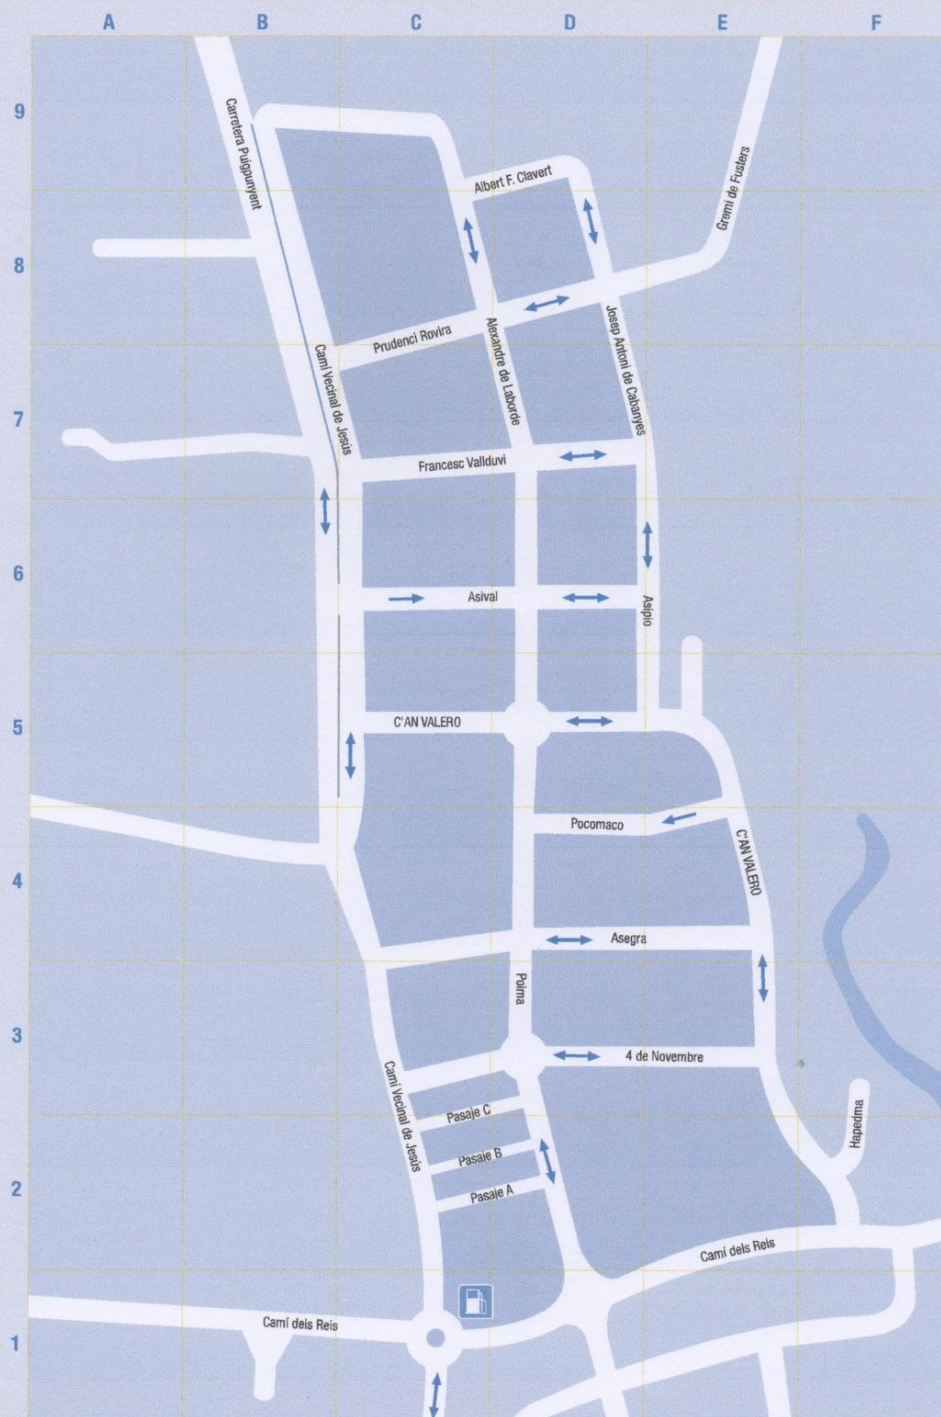 A B C D E F
9
Carretera Puigpunyent
Gremi de Fusters
Albert F. Clavert
8
Prudenci Rovira
Alexandre de Laborde
Josep Antoni de Cabanyes
Camí Vecinal de Jesús
7
Francesc Vallduvi
6
Asival
Asipio
5
C'AN VALERO
Pocomaco
C'AN VALERO
4
Asegra
Poima
3
4 de Novembre
Camí Vecinal de Jesús
Pasaje C
Hapedma
Pasaje B
2
Pasaje A
Camí dels Reis
Camí dels Reis
1